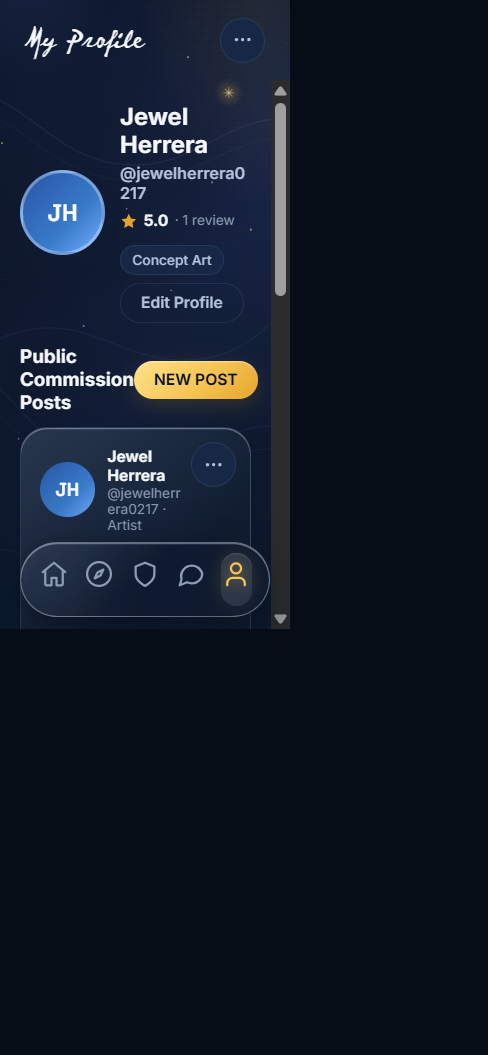 My Profile
Jewel
Herrera
@jewelherrera0
217
5.0 · 1 review
Concept Art
Edit Profile
JH
Public
Commission
Posts
NEW POST
JH
Jewel
Herrera
@jewelherr
era0217 ·
Artist